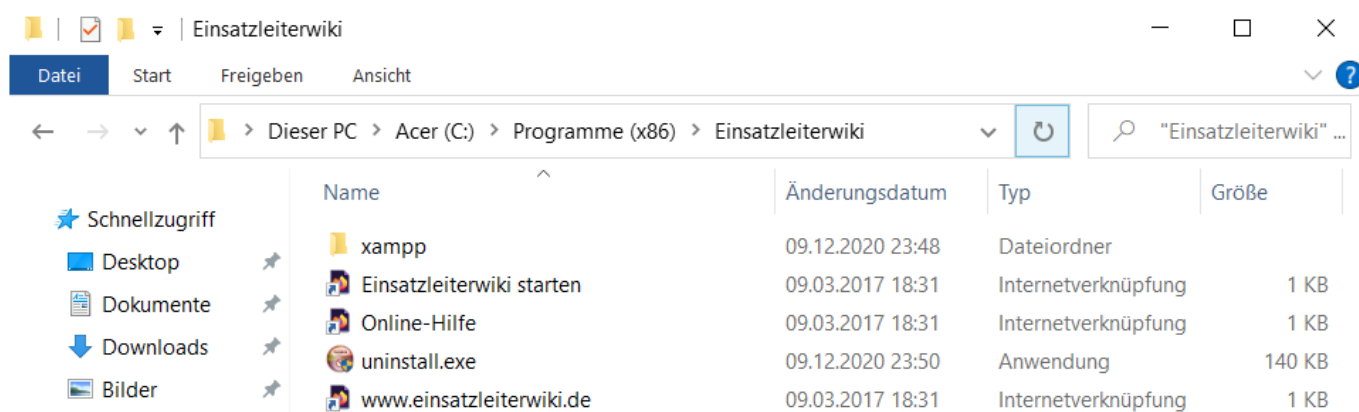 Einsatzleiterwiki
Datei Start Freigeben Ansicht ?
Dieser PC > Acer (C:) > Programme (x86) > Einsatzleiterwiki "Einsatzleiterwiki" ...
Name Änderungsdatum Typ Größe
Schnellzugriff
xampp 09.12.2020 23:48 Dateiordner
Desktop
Einsatzleiterwiki starten 09.03.2017 18:31 Internetverknüpfung 1 KB
Dokumente
Online-Hilfe 09.03.2017 18:31 Internetverknüpfung 1 KB
Downloads
uninstall.exe 09.12.2020 23:50 Anwendung 140 KB
Bilder
www.einsatzleiterwiki.de 09.03.2017 18:31 Internetverknüpfung 1 KB